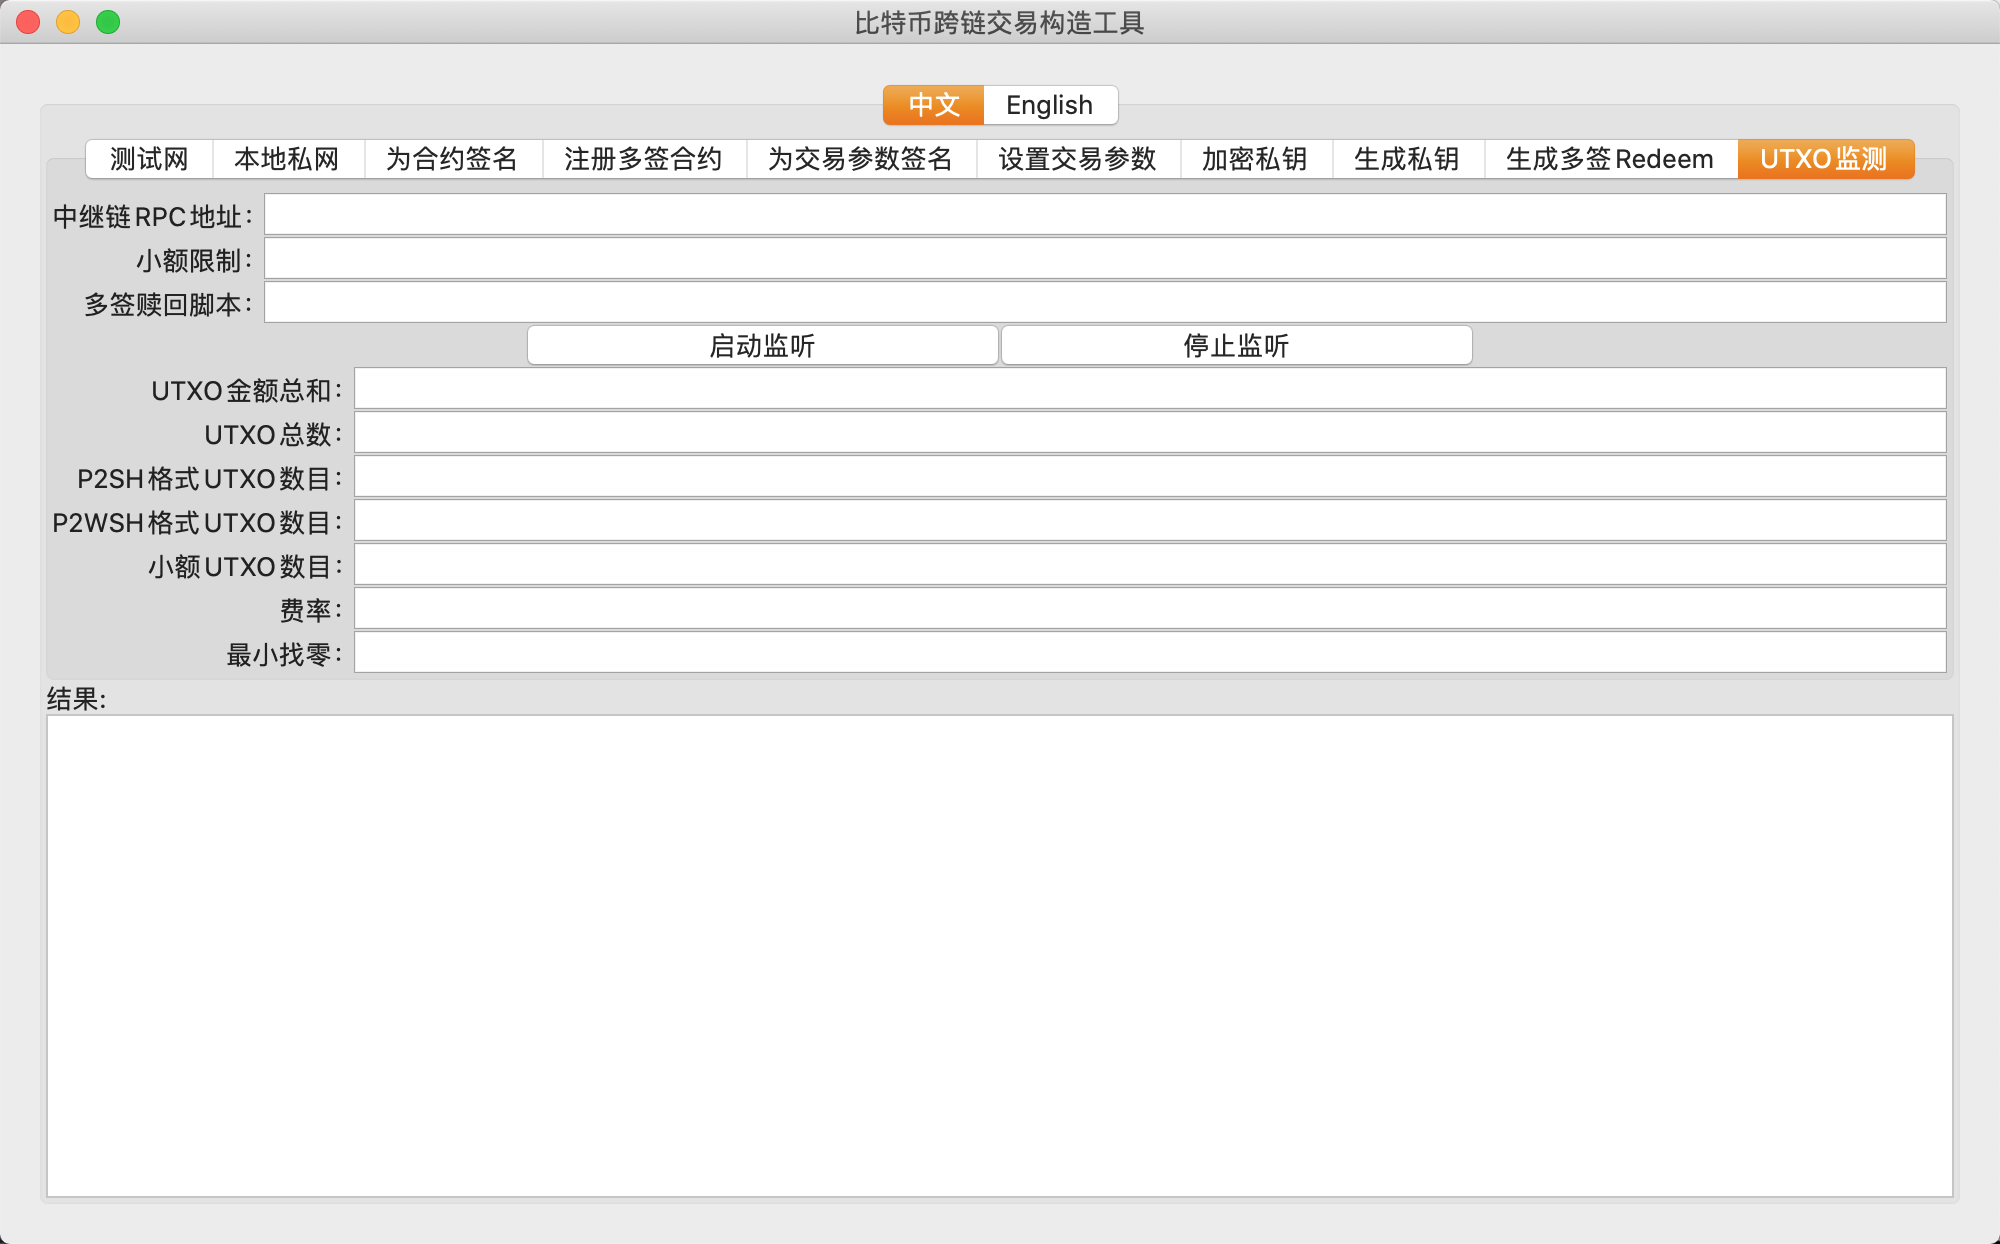 比特币跨链交易构造工具
中文 English
测试网 本地私网 为合约签名 注册多签合约 为交易参数签名 设置交易参数 加密私钥 生成私钥 生成多签Redeem UTXO监测
中继链RPC地址：
小额限制：
多签赎回脚本：
启动监听 停止监听
UTXO金额总和：
UTXO总数：
P2SH格式UTXO数目：
P2WSH格式UTXO数目：
小额UTXO数目：
费率：
最小找零：
结果: